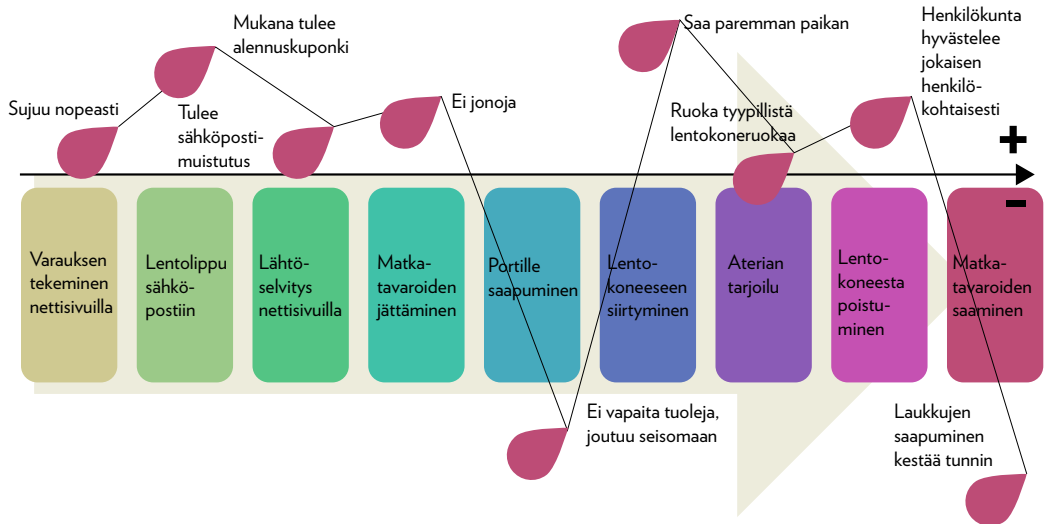 Mukana tulee
alennuskuponki
Sujuu nopeasti
Tulee
sähköposti-
muistutus
Ei jonoja
Saa paremman paikan
Ruoka tyypillistä
lentokoneruokaa
Henkilökunta
hyvästelee
jokaisen
henkilö-
kohtaisesti
+
-
Varauksen
tekeminen
nettisivuilla
Lentolippu
sähkö-
postiin
Lähtö-
selvitys
nettisivuilla
Matka-
tavaroiden
jättäminen
Portille
saapuminen
Lento-
koneeseen
siirtyminen
Aterian
tarjoilu
Lento-
koneesta
poistu-
minen
Matka-
tavaroiden
saaminen
Ei vapaita tuoleja,
joutuu seisomaan
Laukkujen
saapuminen
kestää tunnin